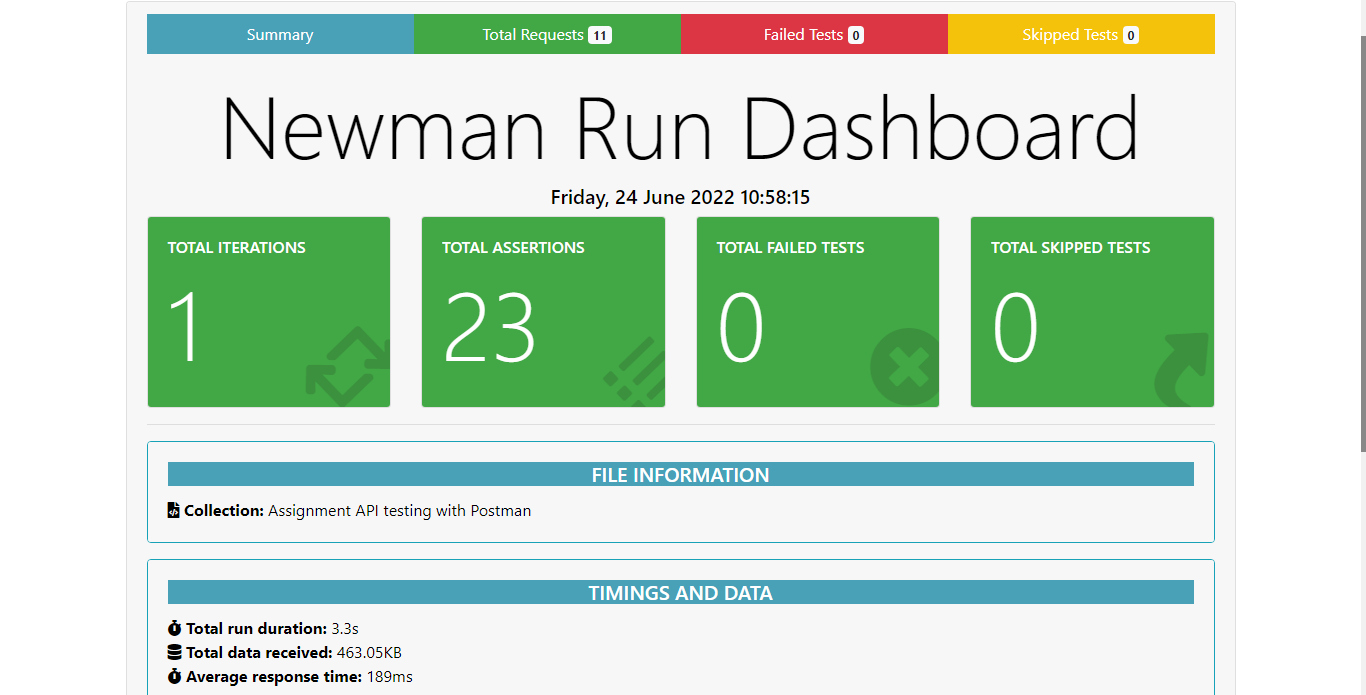 Summary
Total Requests 11
Failed Tests 0
Skipped Tests 0
Newman Run Dashboard
Friday, 24 June 2022 10:58:15
TOTAL ITERATIONS
1
TOTAL ASSERTIONS
23
TOTAL FAILED TESTS
0
TOTAL SKIPPED TESTS
0
FILE INFORMATION
Collection: Assignment API testing with Postman
TIMINGS AND DATA
Total run duration: 3.3s
Total data received: 463.05KB
Average response time: 189ms